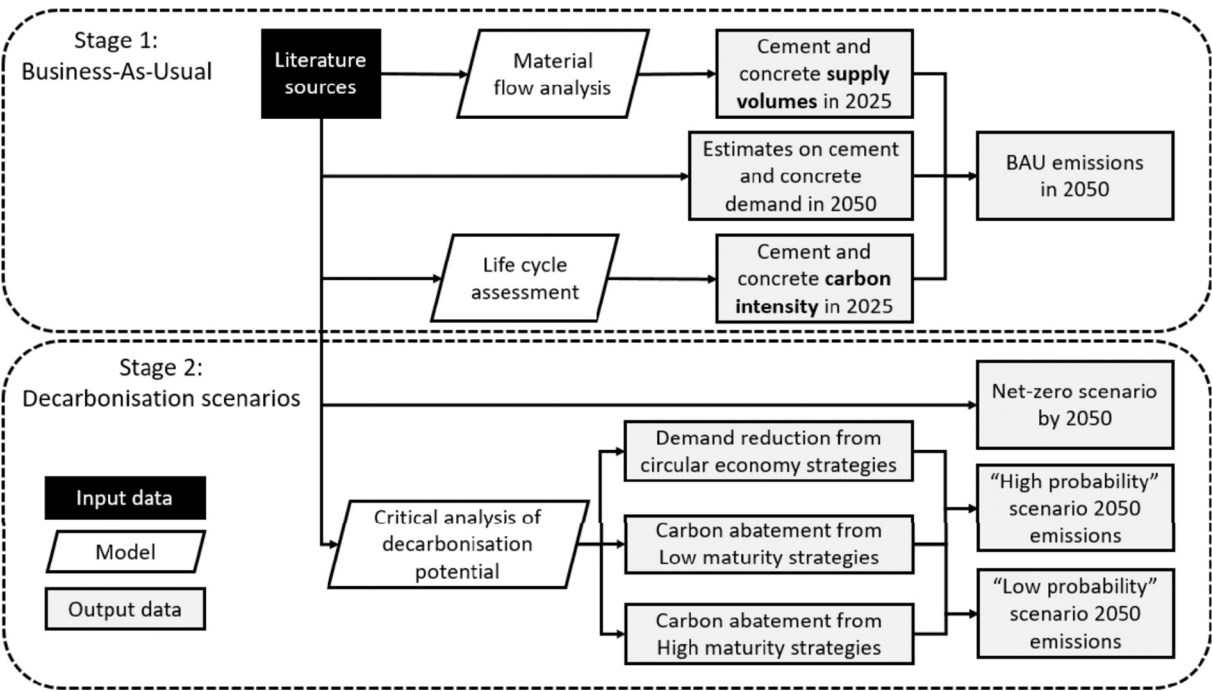 Stage 1:
Business-As-Usual
Literature
sources
Material
flow analysis
Cement and
concrete supply
volumes in 2025
Estimates on cement
and concrete
demand in 2050
BAU emissions
in 2050
Life cycle
assessment
Cement and
concrete carbon
intensity in 2025
Stage 2:
Decarbonisation scenarios
Net-zero scenario
by 2050
Demand reduction from
circular economy strategies
"High probability"
scenario 2050
emissions
Critical analysis of
decarbonisation
potential
Carbon abatement from
Low maturity strategies
"Low probability"
scenario 2050
emissions
Carbon abatement from
High maturity strategies
Input data
Model
Output data